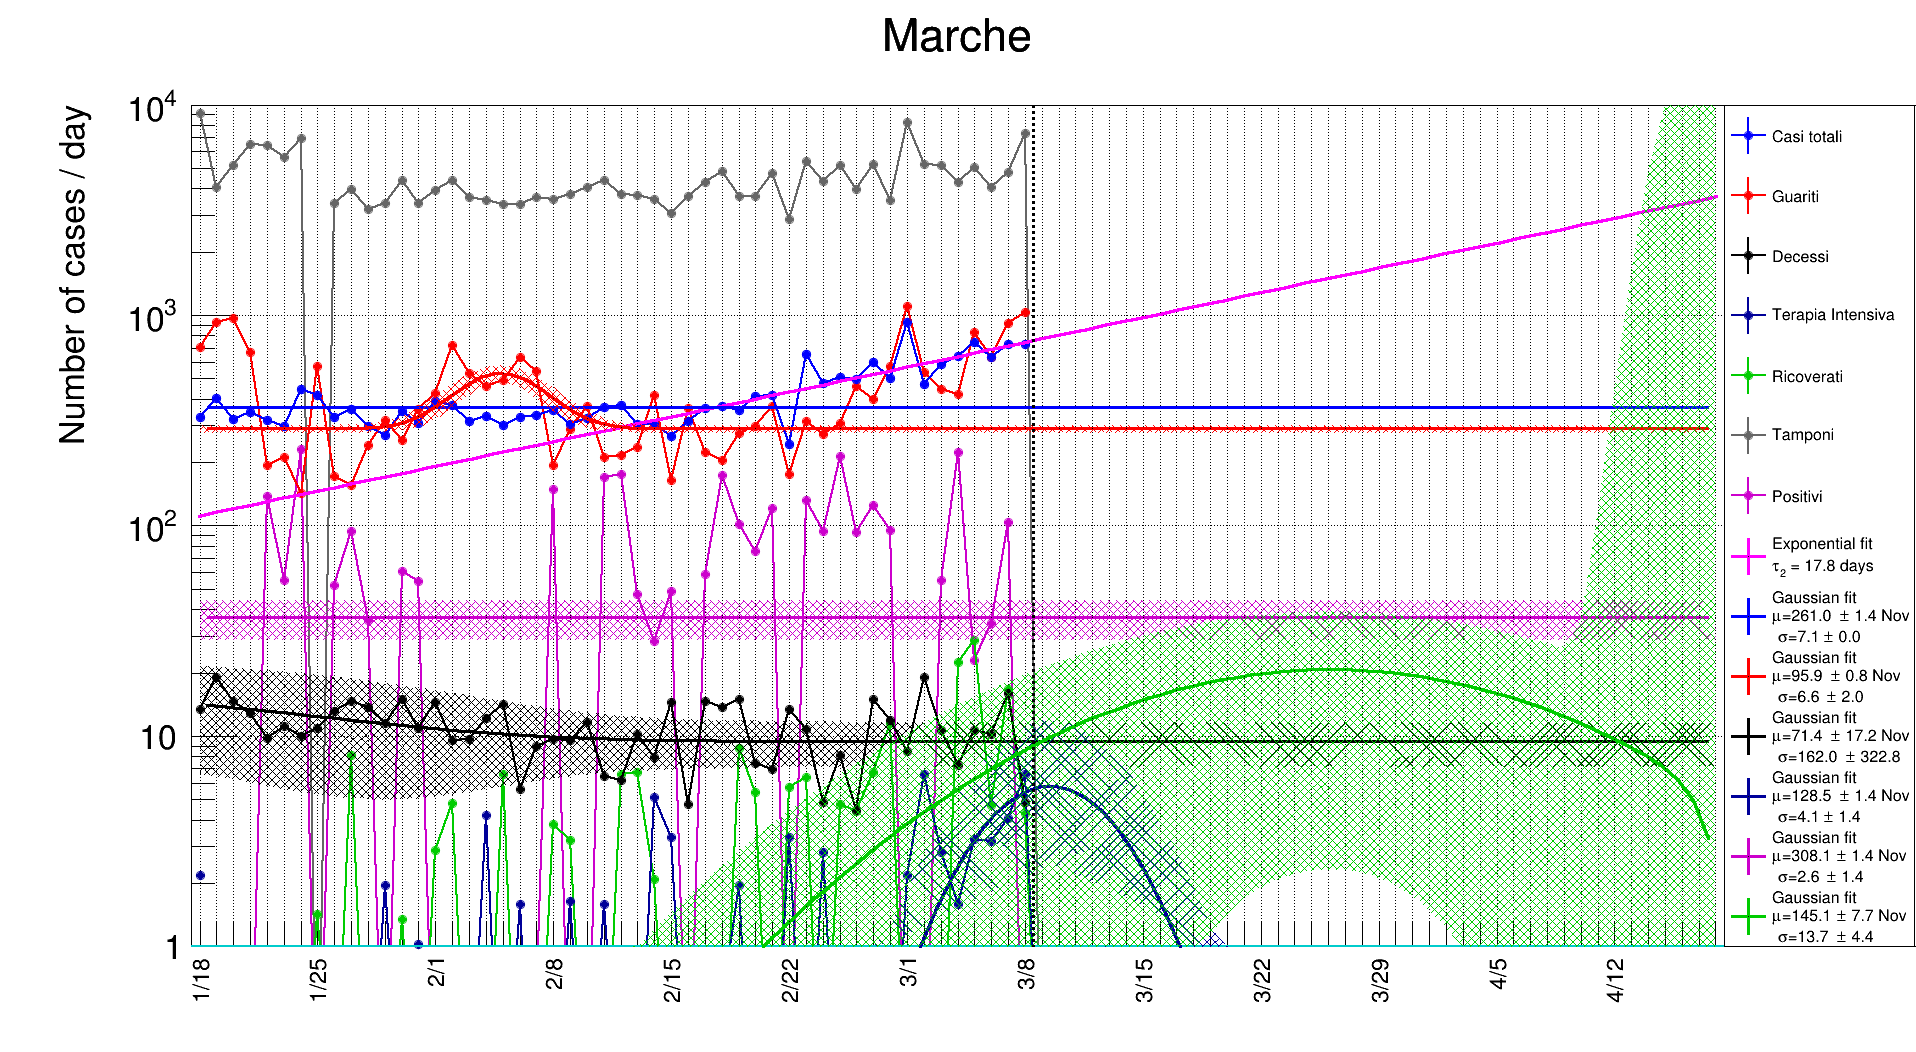 Marche
Number of cases / day
10^4
10^3
10^2
10
1
1/18
1/25
2/1
2/8
2/15
2/22
3/1
3/8
3/15
3/22
3/29
4/5
4/12
Casi totali
Guariti
Decessi
Terapia Intensiva
Ricoverati
Tamponi
Positivi
Exponential fit
τ₂ = 17.8 days
Gaussian fit
μ=261.0 ± 1.4 Nov
σ=7.1 ± 0.0
Gaussian fit
μ=95.9 ± 0.8 Nov
σ=6.6 ± 2.0
Gaussian fit
μ=71.4 ± 17.2 Nov
σ=162.0 ± 322.8
Gaussian fit
μ=128.5 ± 1.4 Nov
σ=4.1 ± 1.4
Gaussian fit
μ=308.1 ± 1.4 Nov
σ=2.6 ± 1.4
Gaussian fit
μ=145.1 ± 7.7 Nov
σ=13.7 ± 4.4